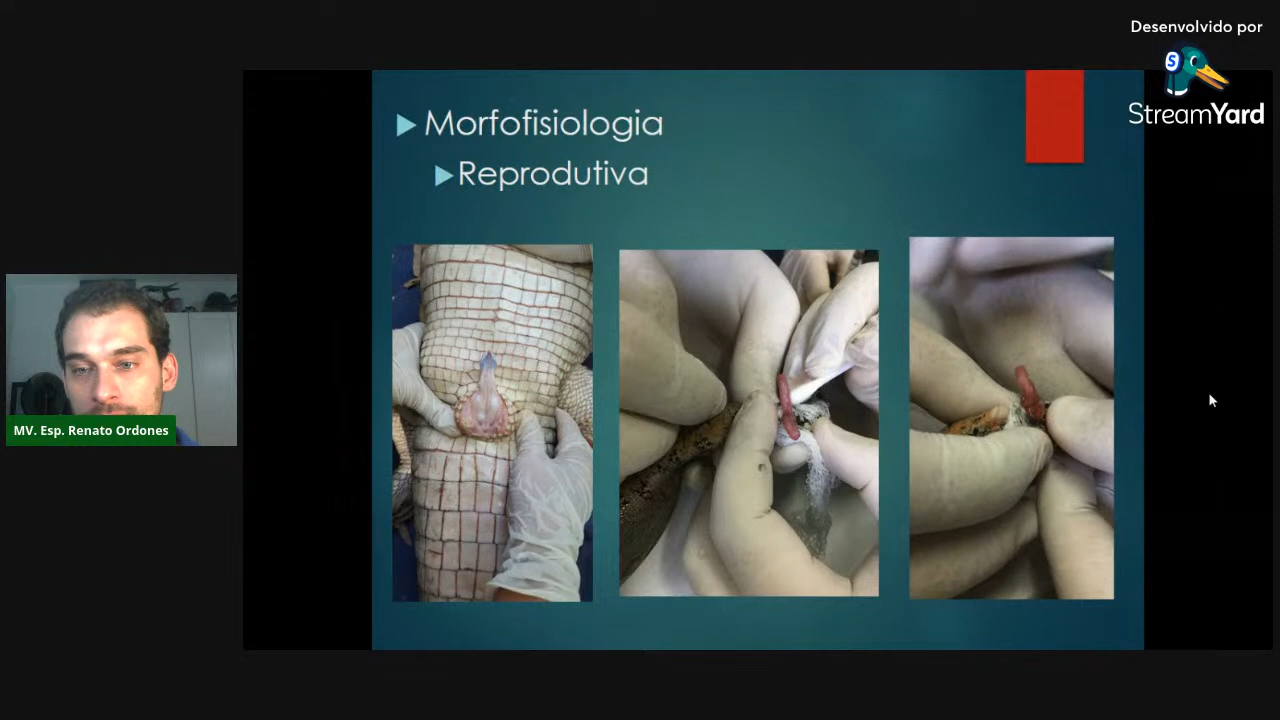 Desenvolvido por
StreamYard
Morfofisiologia
Reprodutiva
MV. Esp. Renato Ordones